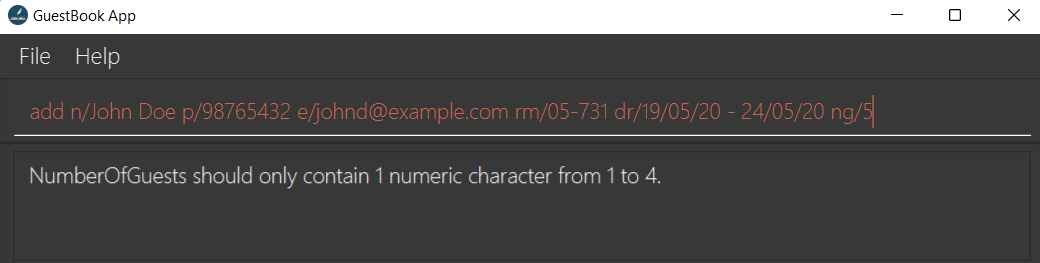 GuestBook App
File Help
add n/John Doe p/98765432 e/johnd@example.com rm/05-731 dr/19/05/20 - 24/05/20 ng/5
NumberOfGuests should only contain 1 numeric character from 1 to 4.